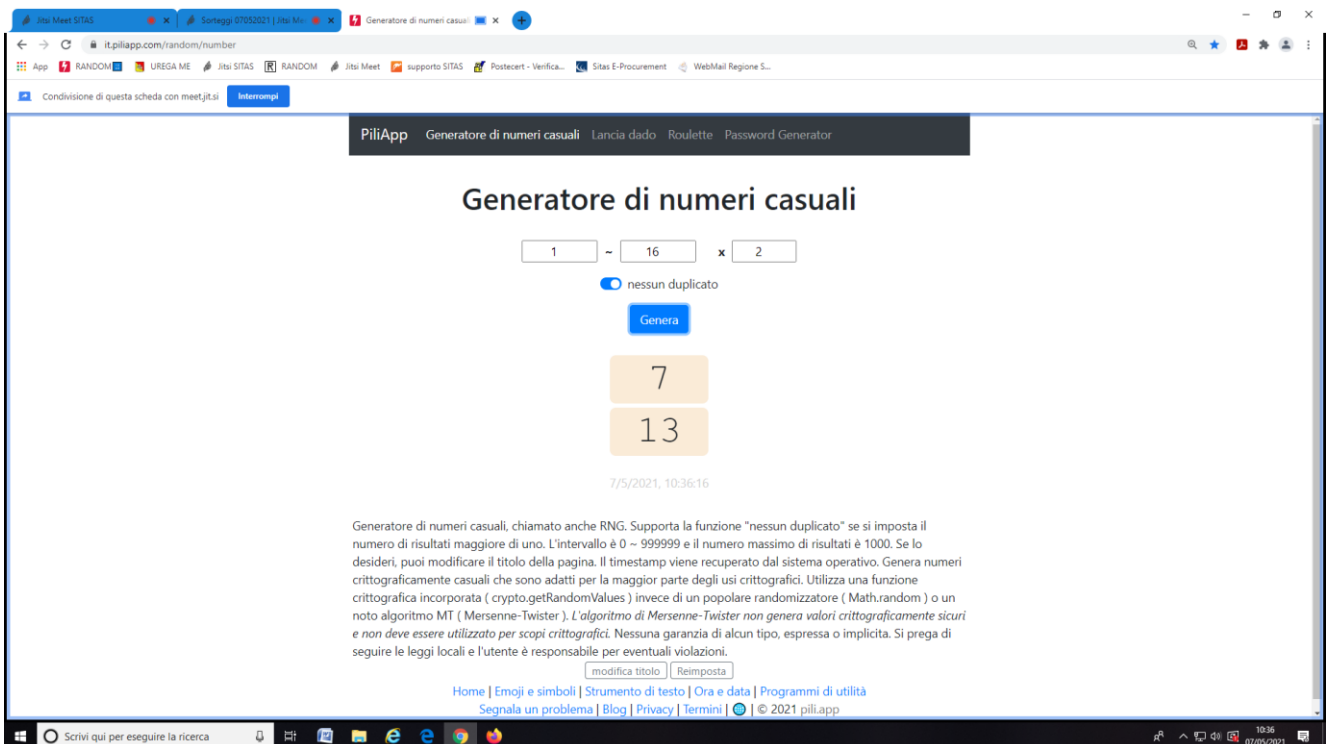 Jitsi Meet SITAS
Sorteggi 07052021 | Jitsi Me
Generatore di numeri casuali
it.piliapp.com/random/number
App RANDOM UREGA ME Jitsi SITAS RANDOM Jitsi Meet supporto SITAS Postecert - Verifica... Sitas E-Procurement WebMail Regione S...
Condivisione di questa scheda con meet.jit.si Interrompi
PiliApp Generatore di numeri casuali Lancia dado Roulette Password Generator
Generatore di numeri casuali
1 ~ 16 x 2
nessun duplicato
Genera
7
13
7/5/2021, 10:36:16
Generatore di numeri casuali, chiamato anche RNG. Supporta la funzione "nessun duplicato" se si imposta il
numero di risultati maggiore di uno. L'intervallo è 0 ~ 999999 e il numero massimo di risultati è 1000. Se lo
desideri, puoi modificare il titolo della pagina. Il timestamp viene recuperato dal sistema operativo. Genera numeri
crittograficamente casuali che sono adatti per la maggior parte degli usi crittografici. Utilizza una funzione
crittografica incorporata ( crypto.getRandomValues ) invece di un popolare randomizzatore ( Math.random ) o un
noto algoritmo MT ( Mersenne-Twister ). L'algoritmo di Mersenne-Twister non genera valori crittograficamente sicuri
e non deve essere utilizzato per scopi crittografici. Nessuna garanzia di alcun tipo, espressa o implicita. Si prega di
seguire le leggi locali e l'utente è responsabile per eventuali violazioni.
modifica titolo Reimposta
Home | Emoji e simboli | Strumento di testo | Ora e data | Programmi di utilità
Segnala un problema | Blog | Privacy | Termini | | © 2021 pili.app
Scrivi qui per eseguire la ricerca
10:36
07/05/2021